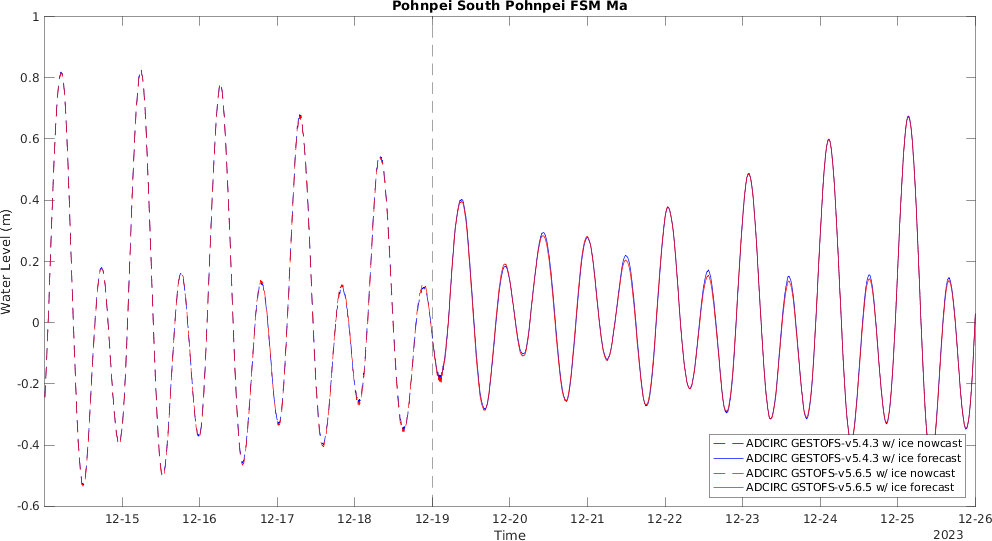 Pohnpei South Pohnpei FSM Ma
1
0.8
0.6
0.4
0.2
0
-0.2
-0.4
-0.6
Water Level (m)
12-15 12-16 12-17 12-18 12-19 12-20 12-21 12-22 12-23 12-24 12-25 12-26
Time
2023
ADCIRC GESTOFS-v5.4.3 w/ ice nowcast
ADCIRC GESTOFS-v5.4.3 w/ ice forecast
ADCIRC GSTOFS-v5.6.5 w/ ice nowcast
ADCIRC GSTOFS-v5.6.5 w/ ice forecast